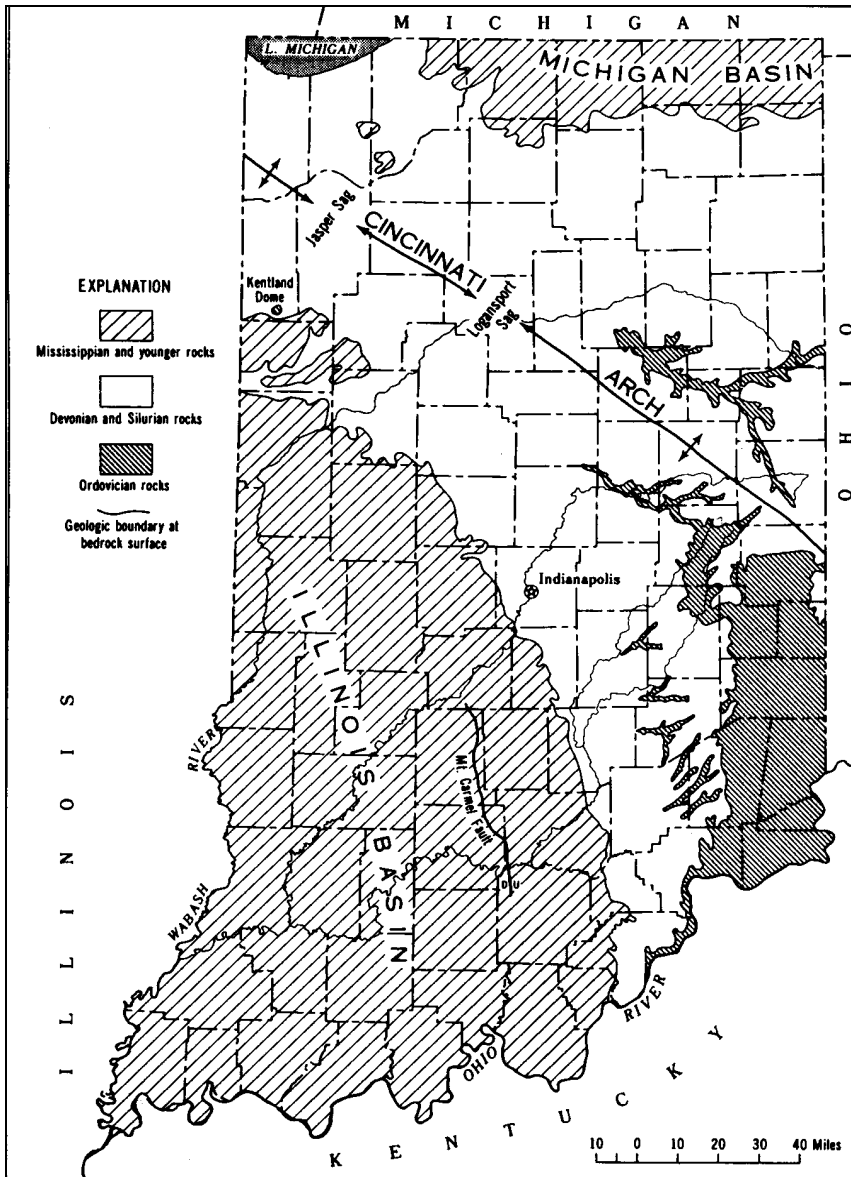 MICHIGAN
L. MICHIGAN
MICHIGAN BASIN
Jasper Sag
CINCINNATI
Kentland
Dome
Logansport
Sag
ARCH
OHIO
EXPLANATION
Mississippian and younger rocks
Devonian and Silurian rocks
Ordovician rocks
Geologic boundary at
bedrock surface
Indianapolis
ILLINOIS
BASIN
Mt. Carmel Fault
D U
ILLINOIS
WABASH
RIVER
OHIO
RIVER
KENTUCKY
10 0 10 20 30 40 Miles